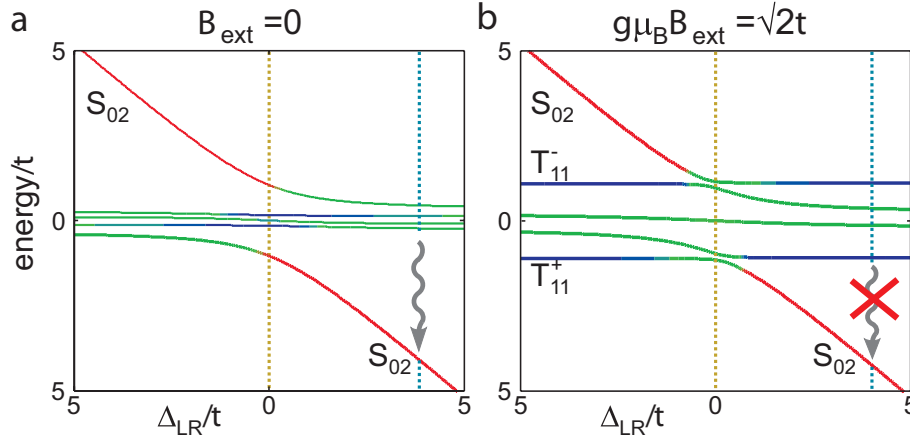 a
B_ext =0
b
gμ_B B_ext =√2t
energy/t
5
0
5
S_02
5
0
5
Δ_LR/t
5
0
5
S_02
T_11^-
T_11^+
S_02
5
0
5
Δ_LR/t
S_02